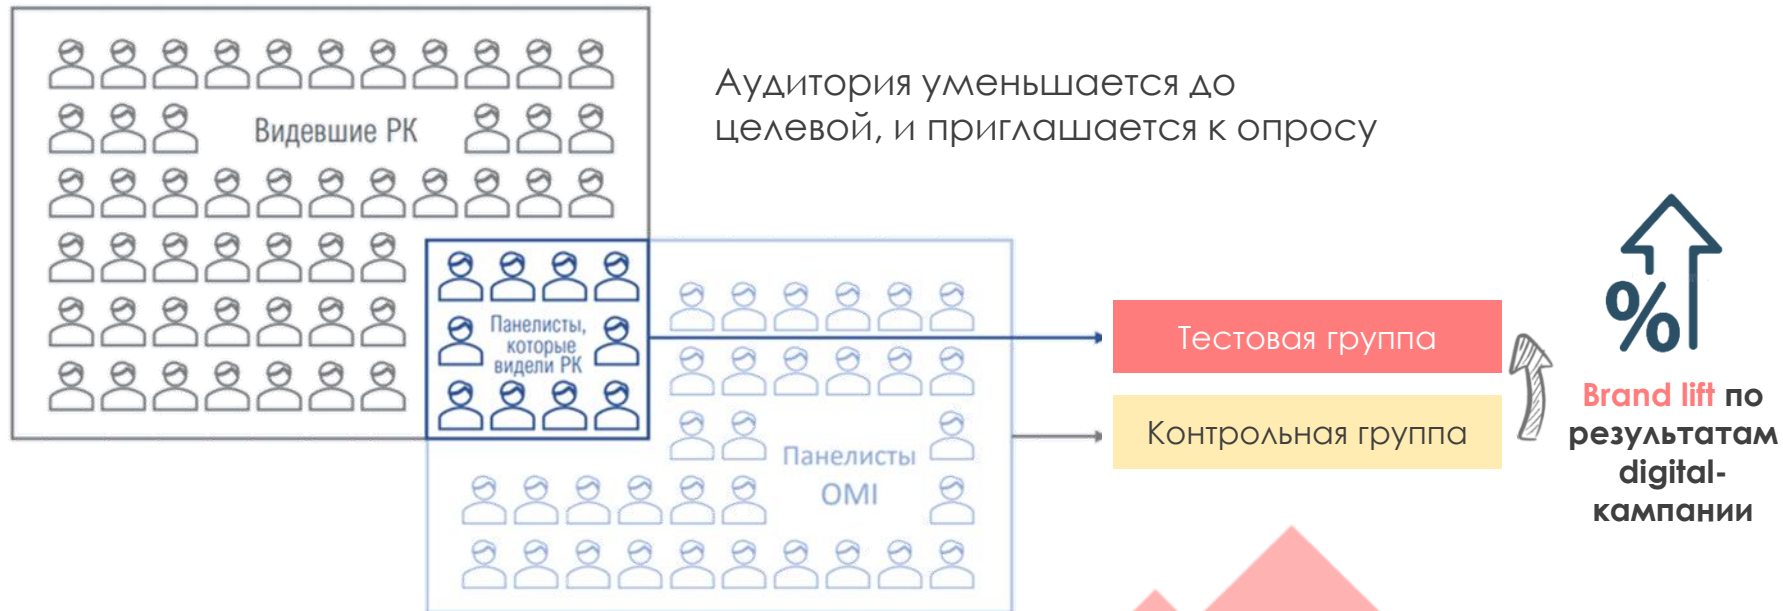 Аудитория уменьшается до
целевой, и приглашается к опросу
Видевшие РК
Панелисты,
которые
видели РК
Панелисты
OMI
Тестовая группа
Контрольная группа
%
Brand lift по
результатам
digital-
кампании